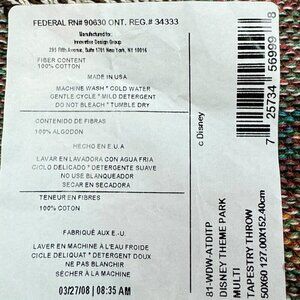 FEDERAL RN# 90630 ONT. REG.# 34333
Manufactured for:
Innovative Design Group
295 Fifth Avenue, Suite 1701 New York, NY 10016
FIBER CONTENT
100% COTTON
MADE IN USA
MACHINE WASH * COLD WATER
GENTLE CYCLE * MILD DETERGENT
DO NOT BLEACH * TUMBLE DRY
CONTENIDO DE FIBRAS
100% ALGODON
HECHO EN E.U.A
LAVAR EN LAVADORA CON AGUA FRIA
CICLO DELICADO * DETERGENTE SUAVE
NO USE BLANQUEADOR
SECAR EN SECADORA
TENEUR EN FIBRES
100% COTON
FABRIQUÉ AUX E.-U.
LAVER EN MACHINE A L'EAU FROIDE
CICLE DELIQUAT * DETERGENT DOUX
NE PAS BLANCHIR
SÈCHER À LA MACHINE
03/27/08 | 08:35 AM
c Disney
7 25734 56999 8
81-WDW-ATDTP
DISNEY THEME PARK
MULTI
TAPESTRY THROW
50X60 127.00X152.40cm